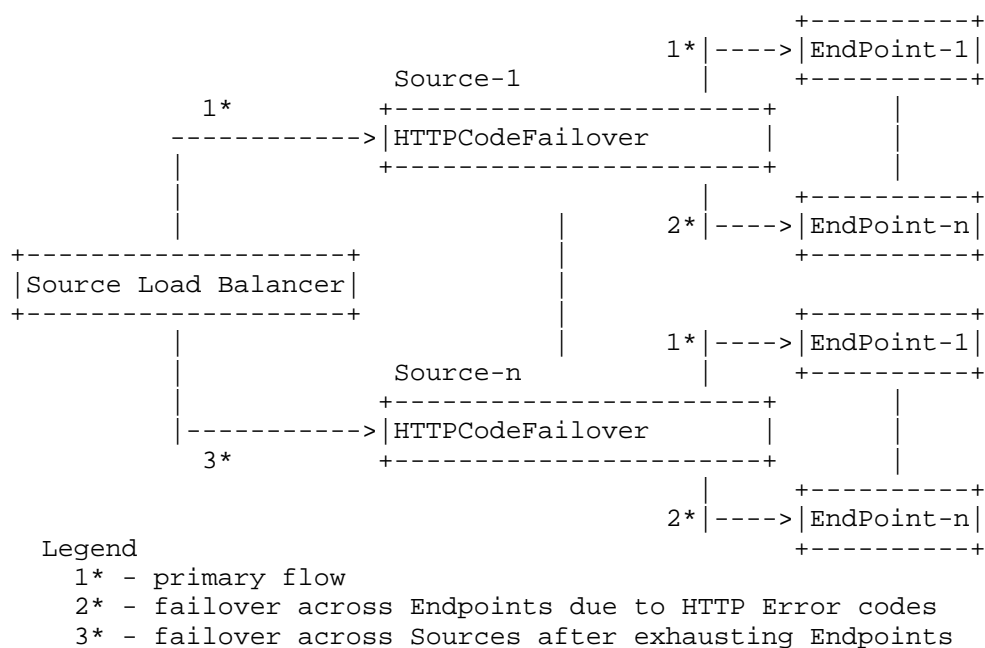 1* EndPoint-1
Source-1
1*
HTTPCodeFailover
2* EndPoint-n
Source Load Balancer
1* EndPoint-1
Source-n
HTTPCodeFailover
3*
2* EndPoint-n
Legend
1* - primary flow
2* - failover across Endpoints due to HTTP Error codes
3* - failover across Sources after exhausting Endpoints